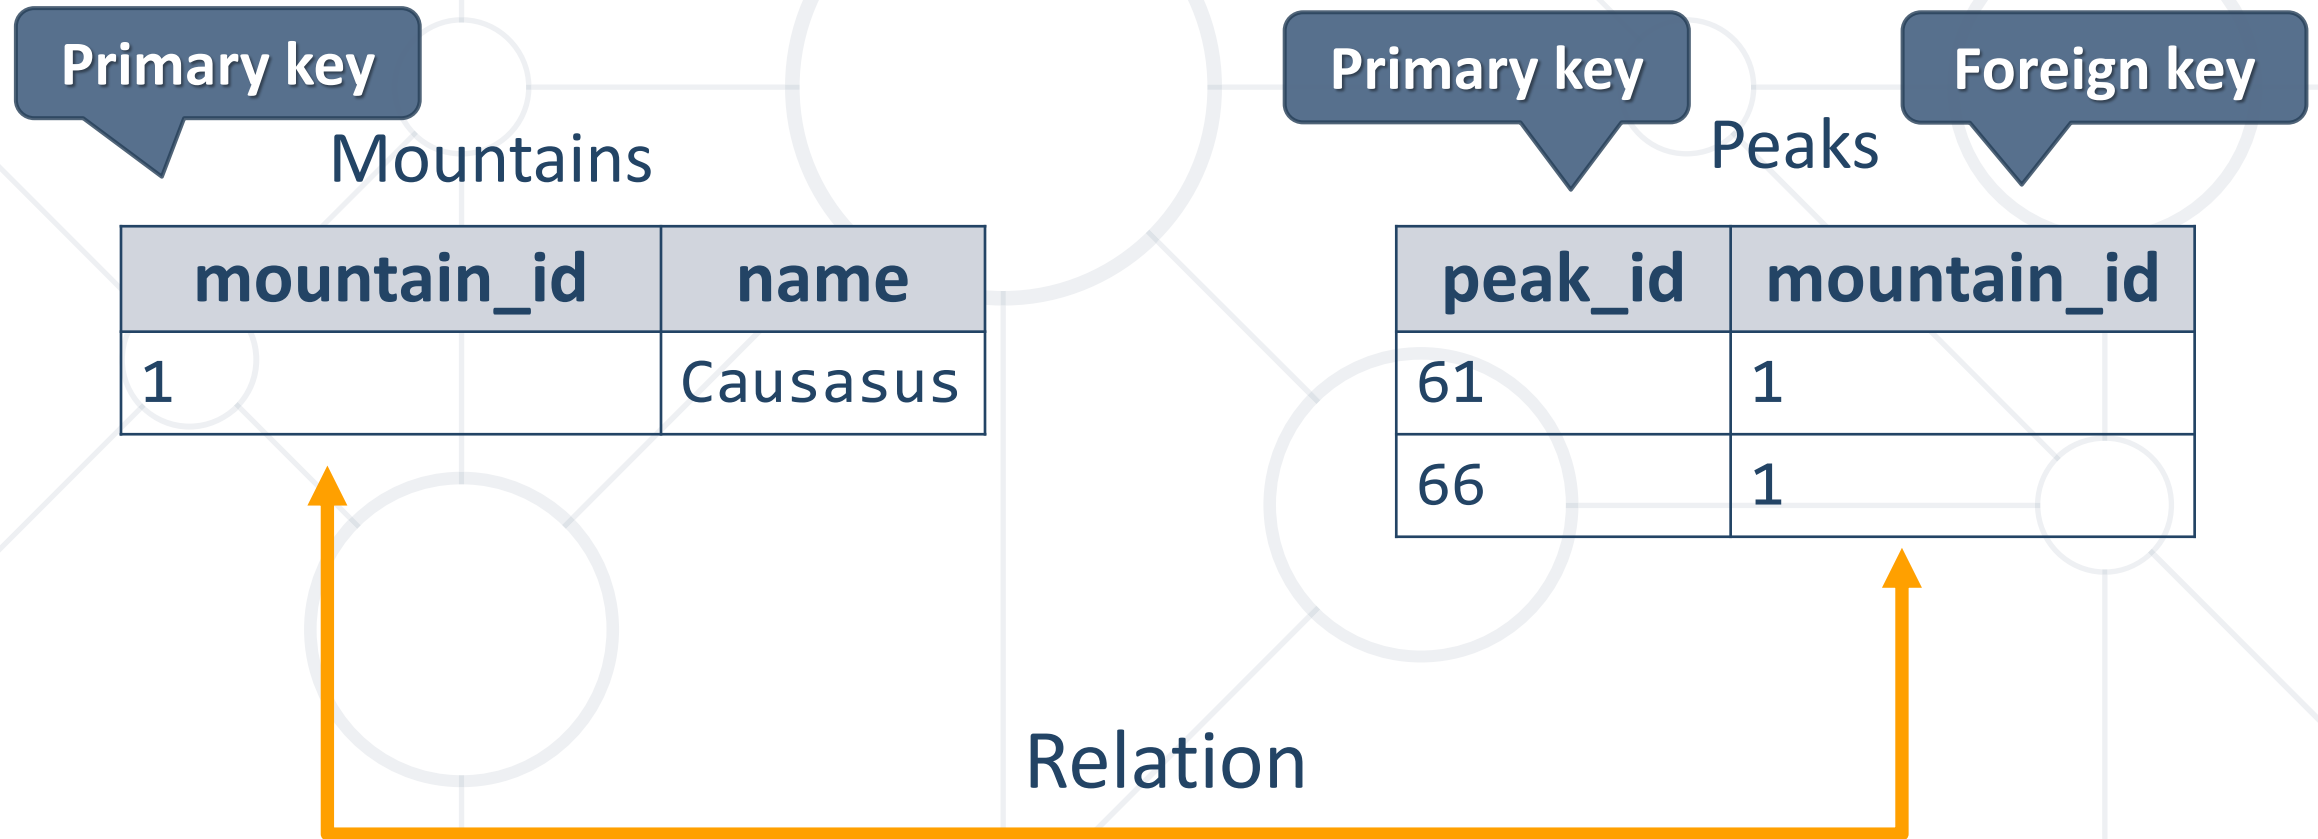 Primary key
Primary key
Foreign key
Mountains
Peaks
mountain_id name
1 Causasus
peak_id mountain_id
61 1
66 1
Relation